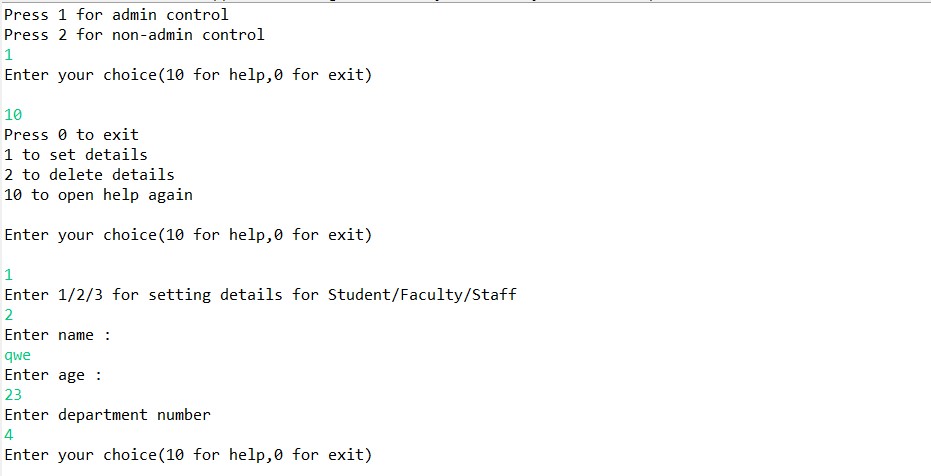 Press 1 for admin control
Press 2 for non-admin control
1
Enter your choice(10 for help,0 for exit)
10
Press 0 to exit
1 to set details
2 to delete details
10 to open help again
Enter your choice(10 for help,0 for exit)
1
Enter 1/2/3 for setting details for Student/Faculty/Staff
2
Enter name :
qwe
Enter age :
23
Enter department number
4
Enter your choice(10 for help,0 for exit)